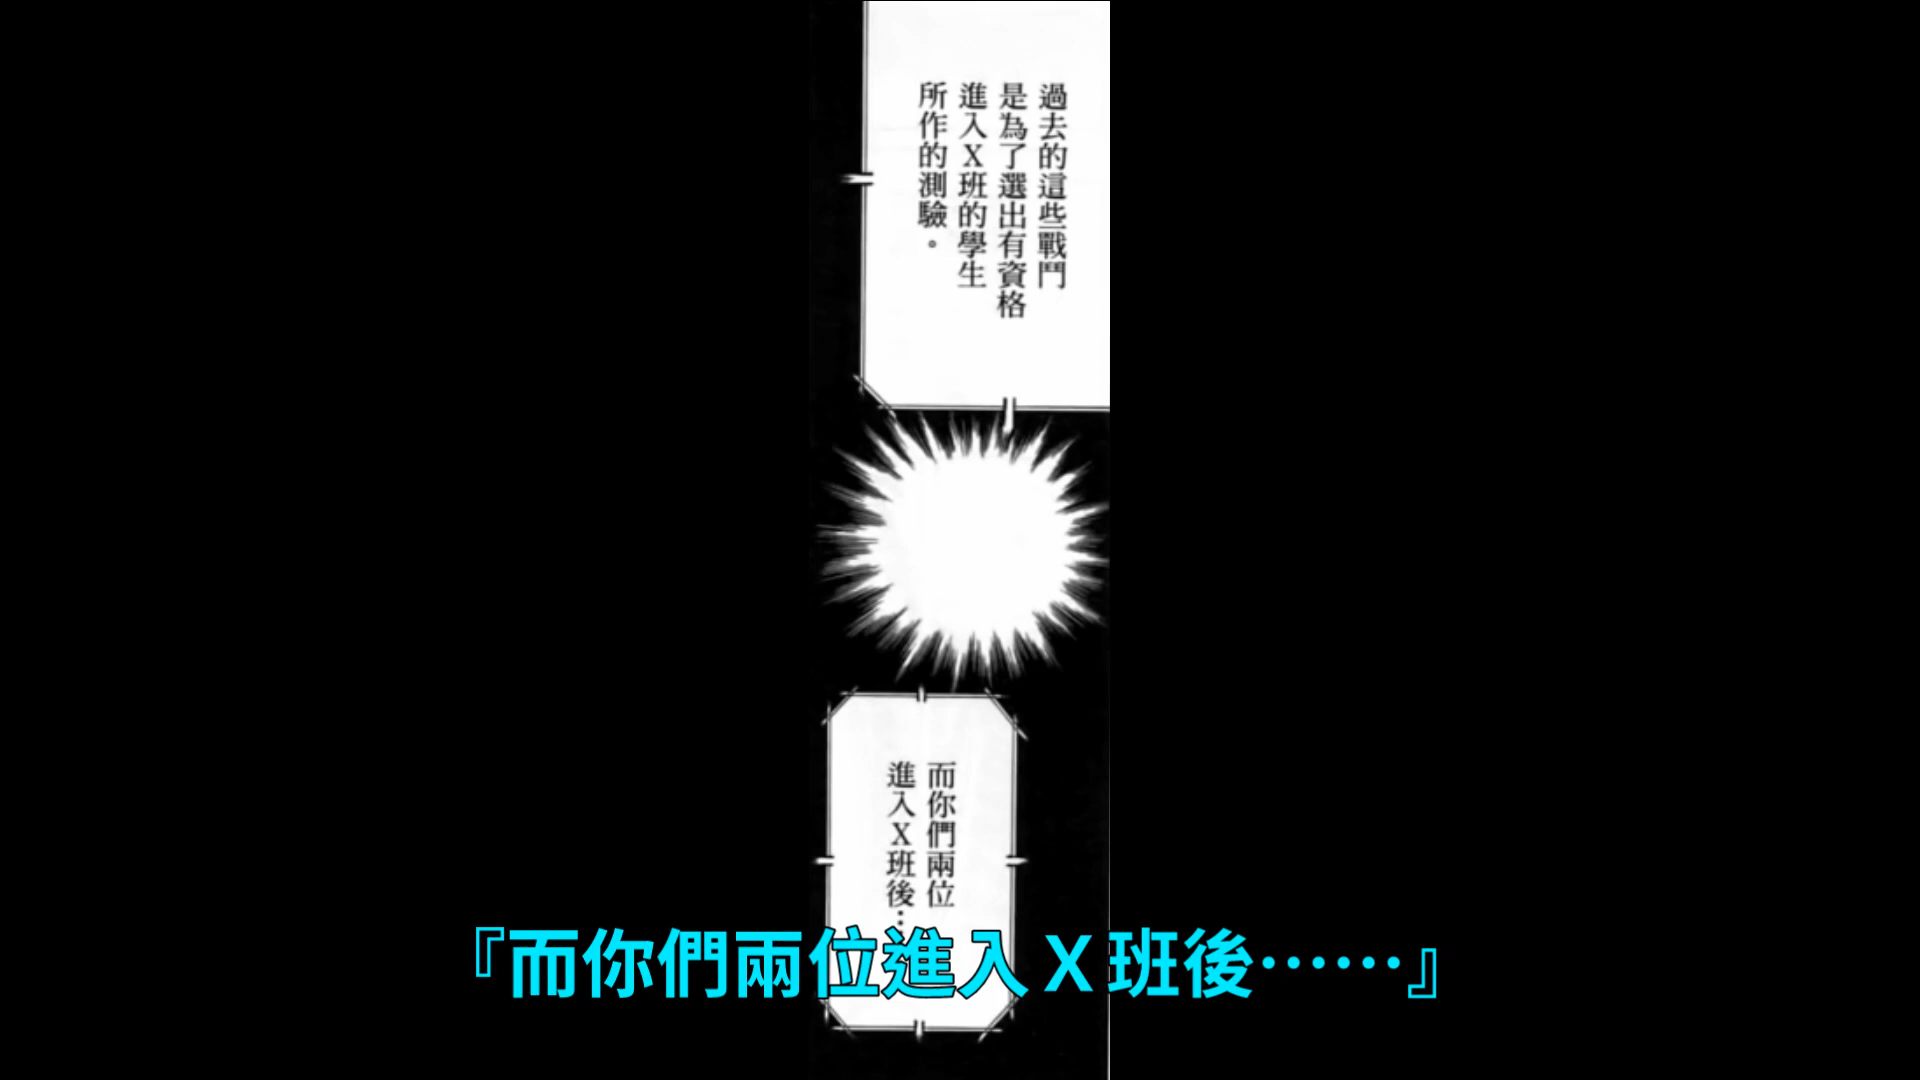 過去的這些戰鬥
是為了選出有資格
進入X班的學生
所作的測驗。
而你們兩位
進入X班後⋯
『而你們兩位進入X班後⋯⋯』